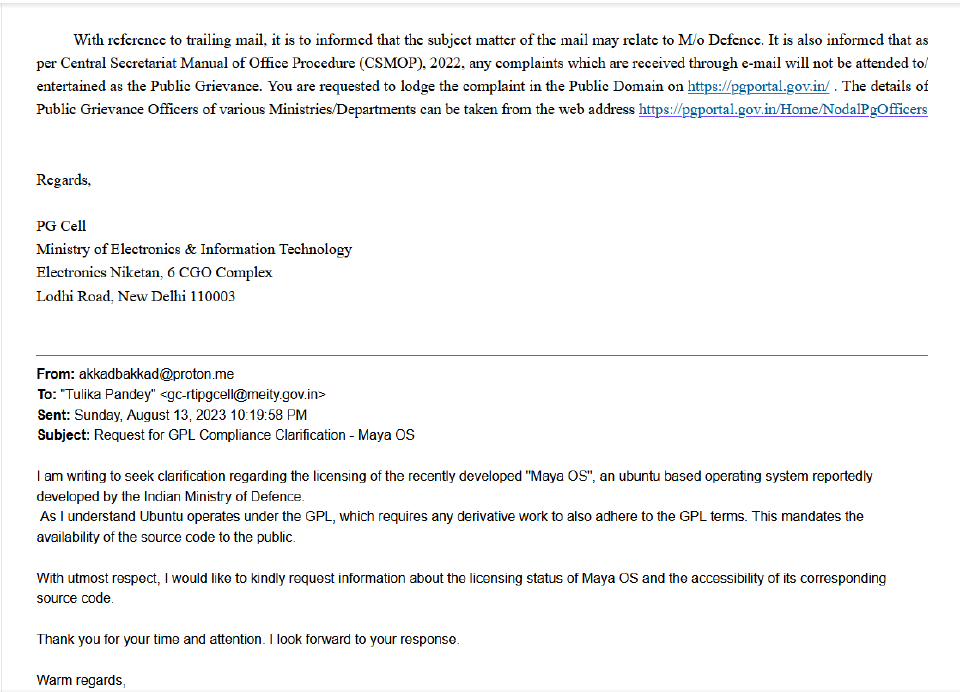 With reference to trailing mail, it is to informed that the subject matter of the mail may relate to M/o Defence. It is also informed that as
per Central Secretariat Manual of Office Procedure (CSMOP), 2022, any complaints which are received through e-mail will not be attended to/
entertained as the Public Grievance. You are requested to lodge the complaint in the Public Domain on https://pgportal.gov.in/ . The details of
Public Grievance Officers of various Ministries/Departments can be taken from the web address https://pgportal.gov.in/Home/NodalPgOfficers
Regards,
PG Cell
Ministry of Electronics & Information Technology
Electronics Niketan, 6 CGO Complex
Lodhi Road, New Delhi 110003
From: akkadbakkad@proton.me
To: "Tulika Pandey" <gc-rtipgcell@meity.gov.in>
Sent: Sunday, August 13, 2023 10:19:58 PM
Subject: Request for GPL Compliance Clarification - Maya OS
I am writing to seek clarification regarding the licensing of the recently developed "Maya OS", an ubuntu based operating system reportedly
developed by the Indian Ministry of Defence.
As I understand Ubuntu operates under the GPL, which requires any derivative work to also adhere to the GPL terms. This mandates the
availability of the source code to the public.
With utmost respect, I would like to kindly request information about the licensing status of Maya OS and the accessibility of its corresponding
source code.
Thank you for your time and attention. I look forward to your response.
Warm regards,